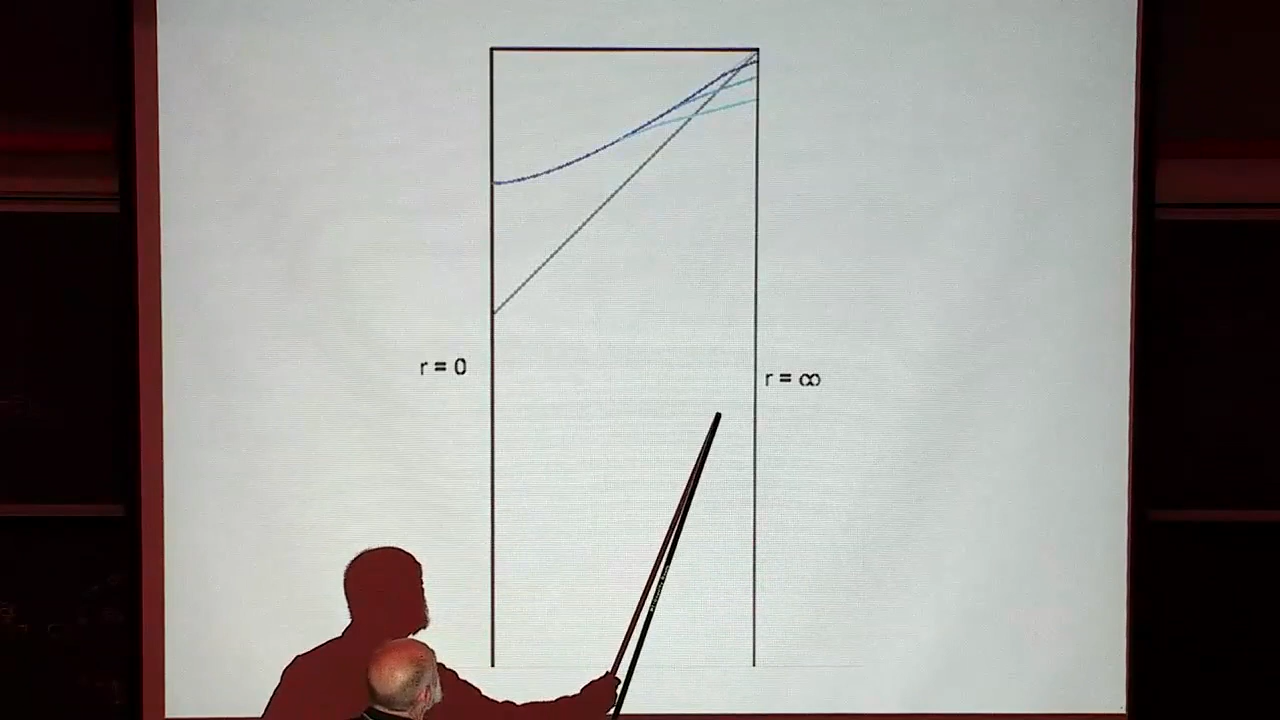 r = 0
r = ∞